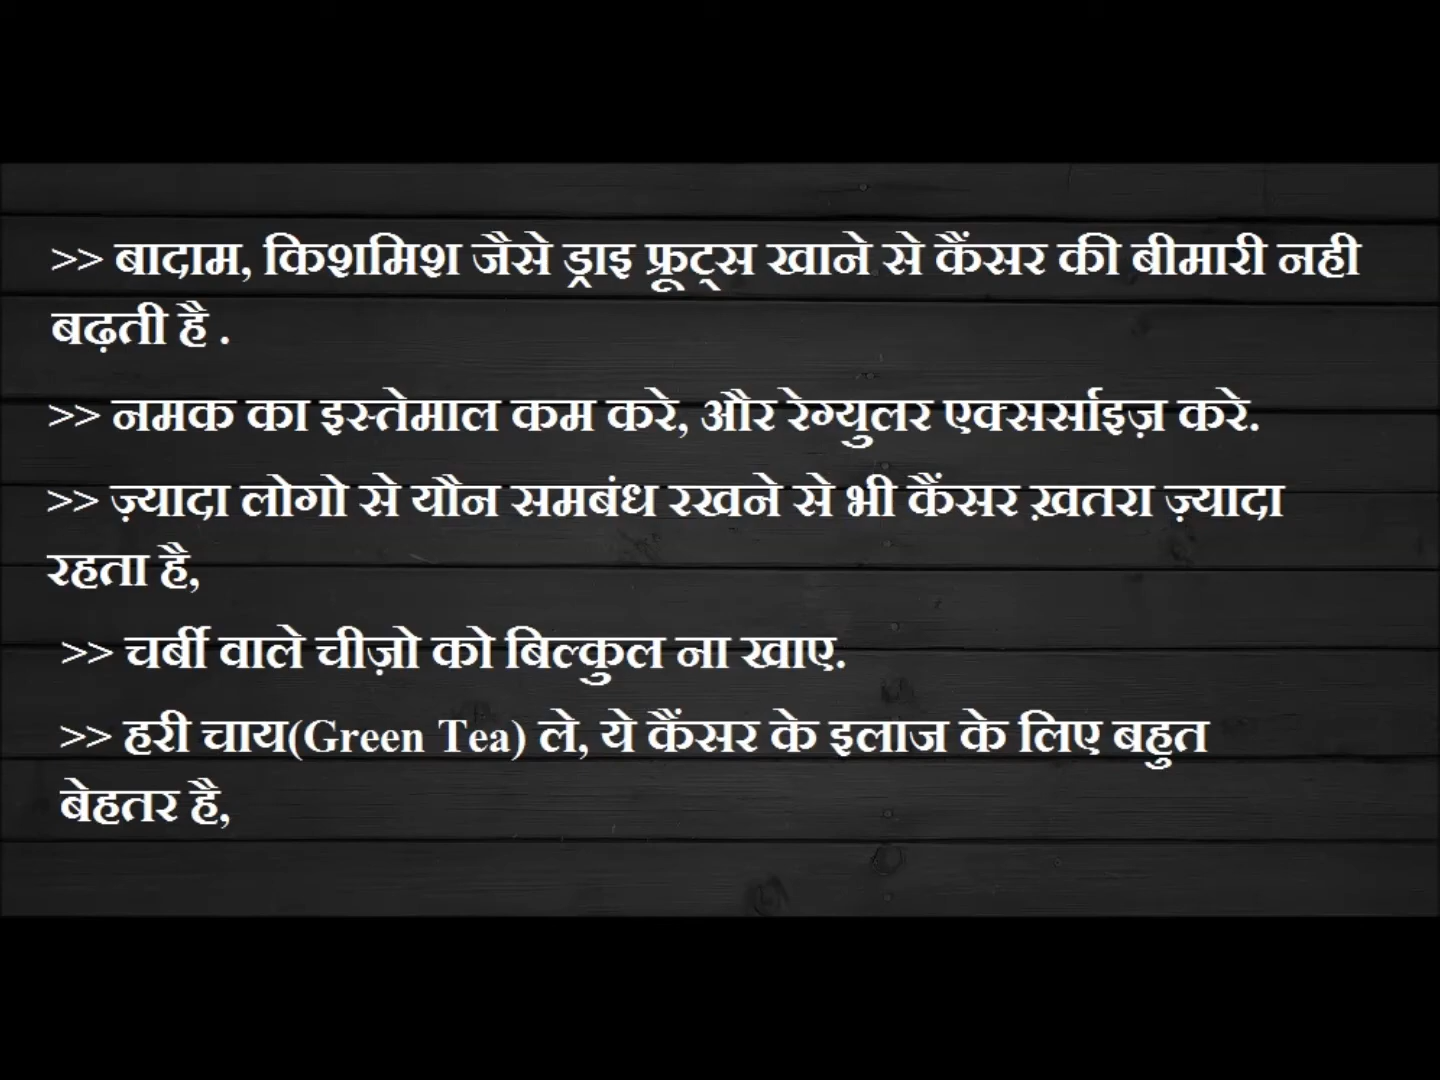 >> बादाम, किशमिश जैसे ड्राइ फ्रूट्स खाने से कैंसर की बीमारी नही
बढ़ती है .
>> नमक का इस्तेमाल कम करे, और रेग्युलर एक्सर्साइज़ करे.
>> ज़्यादा लोगो से यौन समबंध रखने से भी कैंसर ख़तरा ज़्यादा
रहता है,
>> चर्बी वाले चीज़ो को बिल्कुल ना खाए.
>> हरी चाय(Green Tea) ले, ये कैंसर के इलाज के लिए बहुत
बेहतर है,